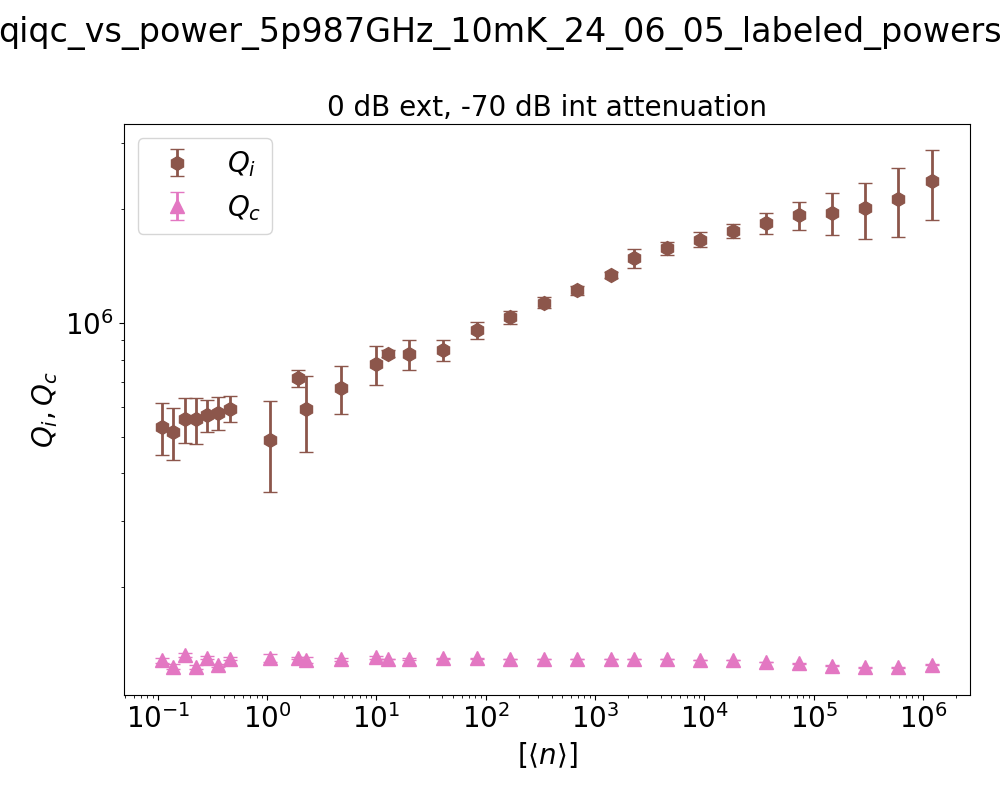 qiqc_vs_power_5p987GHz_10mK_24_06_05_labeled_powers
0 dB ext, -70 dB int attenuation
Q_i
Q_c
10^6
Q_i, Q_c
10^{-1} 10^0 10^1 10^2 10^3 10^4 10^5 10^6
[⟨n⟩]